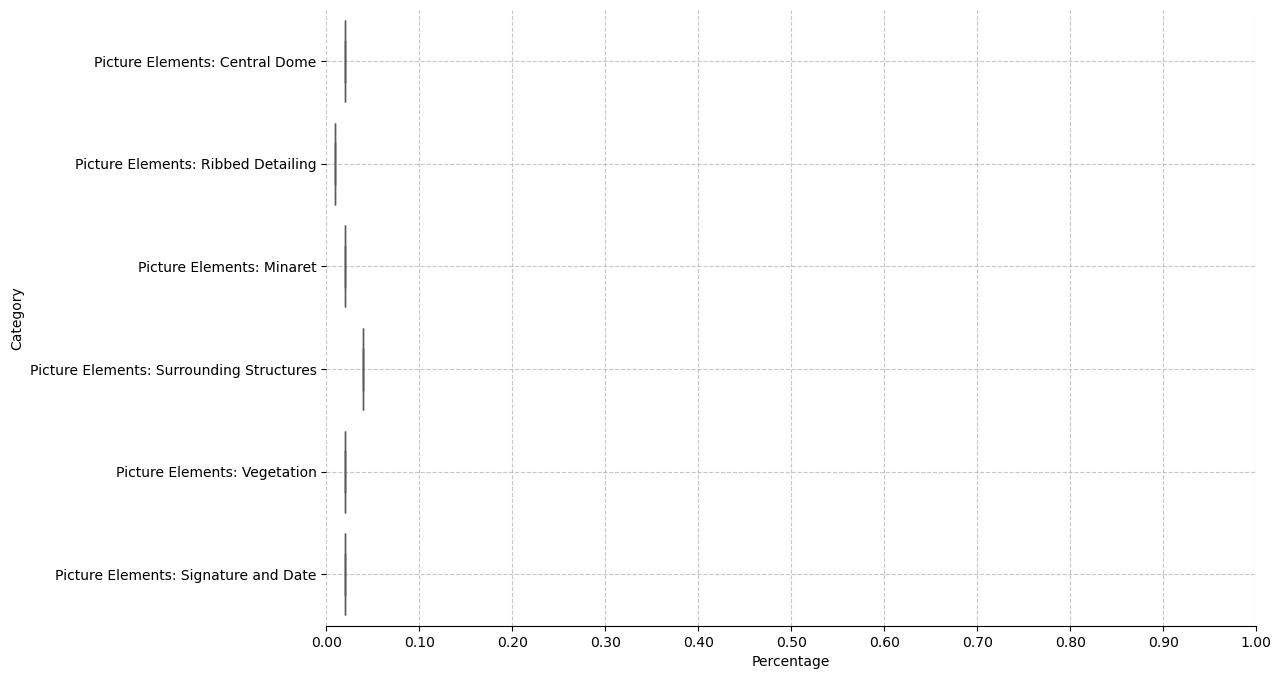 Picture Elements: Central Dome
Picture Elements: Ribbed Detailing
Picture Elements: Minaret
Picture Elements: Surrounding Structures
Picture Elements: Vegetation
Picture Elements: Signature and Date
Category
0.00 0.10 0.20 0.30 0.40 0.50 0.60 0.70 0.80 0.90 1.00
Percentage